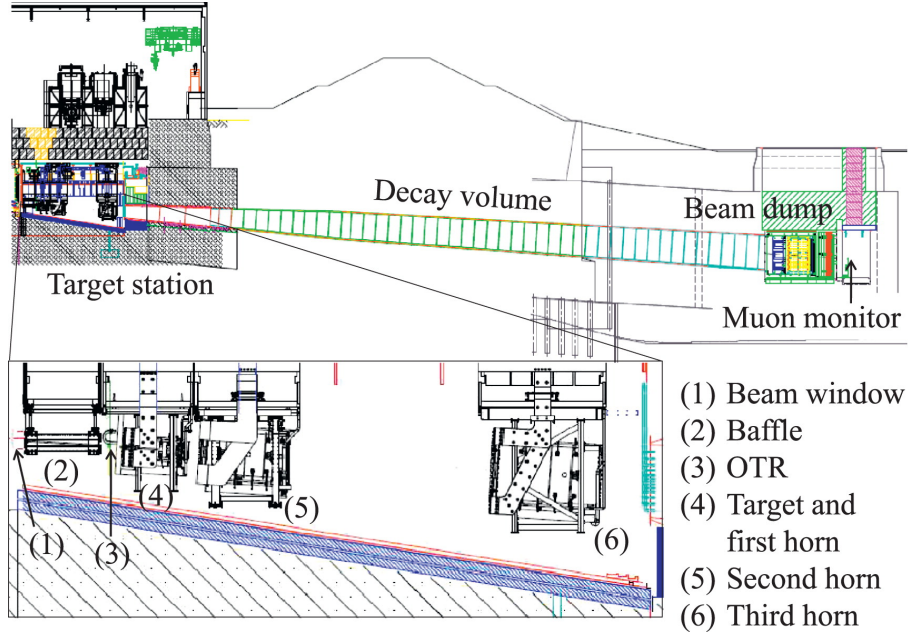 Decay volume
Beam dump
Target station
Muon monitor
(1) Beam window
(2) Baffle
(3) OTR
(4) Target and
first horn
(5) Second horn
(6) Third horn
(2)
(4)
(5)
(6)
(1)
(3)